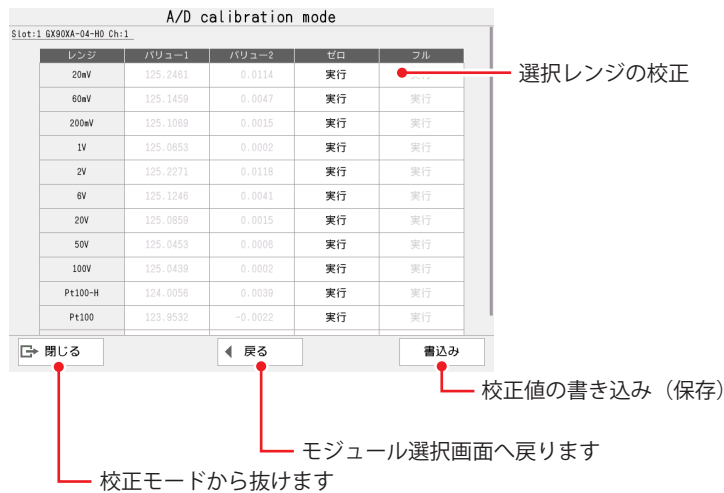 A/D calibration mode
Slot:1 GX90XA-04-H0 Ch:1
レンジ バリュー1 バリュー2 ゼロ フル
20mV 125.2461 0.0114 実行
選択レンジの校正
60mV 125.1459 0.0047 実行 実行
200mV 125.1069 0.0015 実行 実行
1V 125.0653 0.0002 実行 実行
2V 125.2271 0.0118 実行 実行
6V 125.1246 0.0041 実行 実行
20V 125.0859 0.0015 実行 実行
50V 125.0453 0.0006 実行 実行
100V 125.0439 0.0002 実行 実行
Pt100-H 124.0056 0.0039 実行 実行
Pt100 123.9532 -0.0022 実行 実行
閉じる 戻る 書込み
校正値の書き込み（保存）
モジュール選択画面へ戻ります
校正モードから抜けます